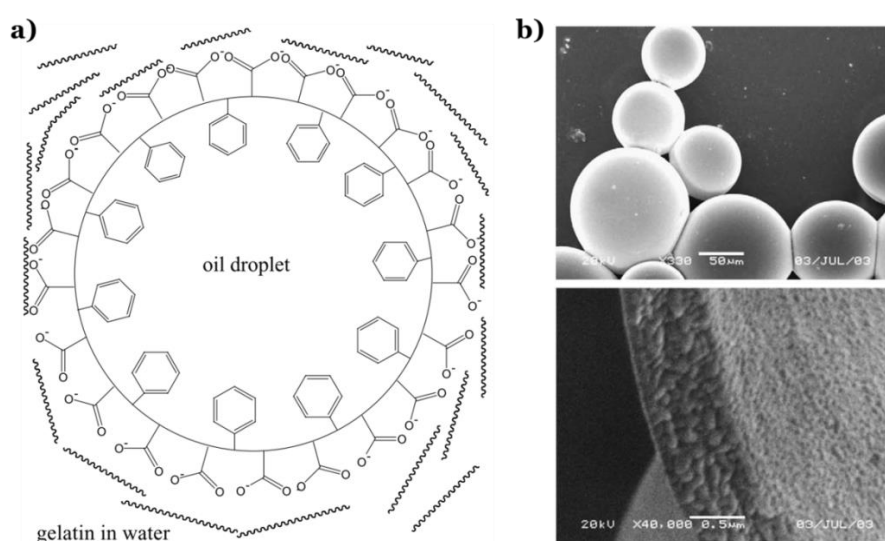 a)
oil droplet
gelatin in water
b)
20kV X330 50μm 03/JUL/03
20kV X40,000 0.5μm 03/JUL/03